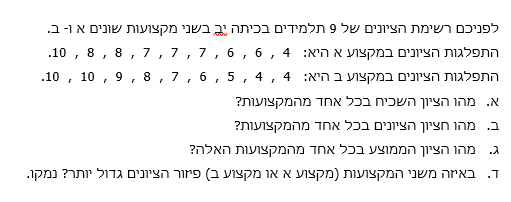 לפניכם רשימת הציונים של 9 תלמידים בכיתה יב בשני מקצועות שונים א ו- ב.
התפלגות הציונים במקצוע א היא: 4 , 6 , 6 , 7 , 7 , 7 , 8 , 8 , 10.
התפלגות הציונים במקצוע ב היא: 4 , 4 , 5 , 6 , 7 , 8 , 9 , 10 , 10.
א. מהו הציון השכיח בכל אחד מהמקצועות?
ב. מהו חציון הציונים בכל אחד מהמקצועות?
ג. מהו הציון הממוצע בכל אחד מהמקצועות האלה?
ד. באיזה משני המקצועות (מקצוע א או מקצוע ב) פיזור הציונים גדול יותר? נמקו.